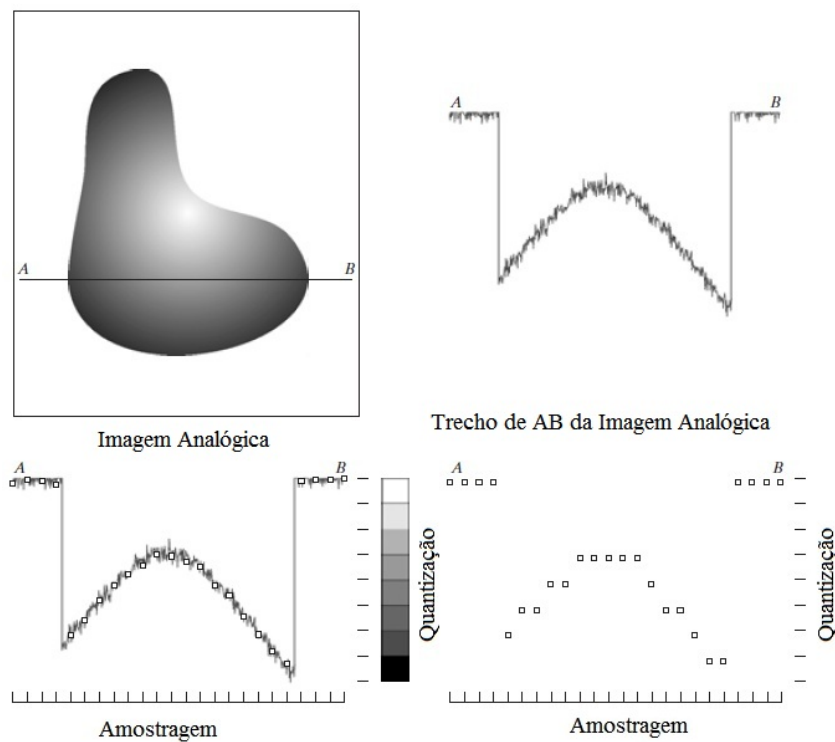 A B
Imagem Analógica
A B
Trecho de AB da Imagem Analógica
A B
Quantização
Amostragem
A B
Quantização
Amostragem